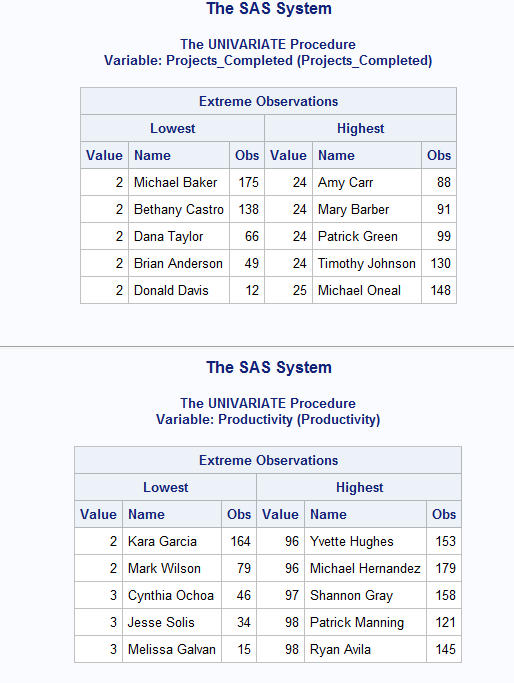 The SAS System
The UNIVARIATE Procedure
Variable: Projects_Completed (Projects_Completed)
Extreme Observations
Lowest Highest
Value Name Obs Value Name Obs
2 Michael Baker 175 24 Amy Carr 88
2 Bethany Castro 138 24 Mary Barber 91
2 Dana Taylor 66 24 Patrick Green 99
2 Brian Anderson 49 24 Timothy Johnson 130
2 Donald Davis 12 25 Michael Oneal 148
The SAS System
The UNIVARIATE Procedure
Variable: Productivity (Productivity)
Extreme Observations
Lowest Highest
Value Name Obs Value Name Obs
2 Kara Garcia 164 96 Yvette Hughes 153
2 Mark Wilson 79 96 Michael Hernandez 179
3 Cynthia Ochoa 46 97 Shannon Gray 158
3 Jesse Solis 34 98 Patrick Manning 121
3 Melissa Galvan 15 98 Ryan Avila 145